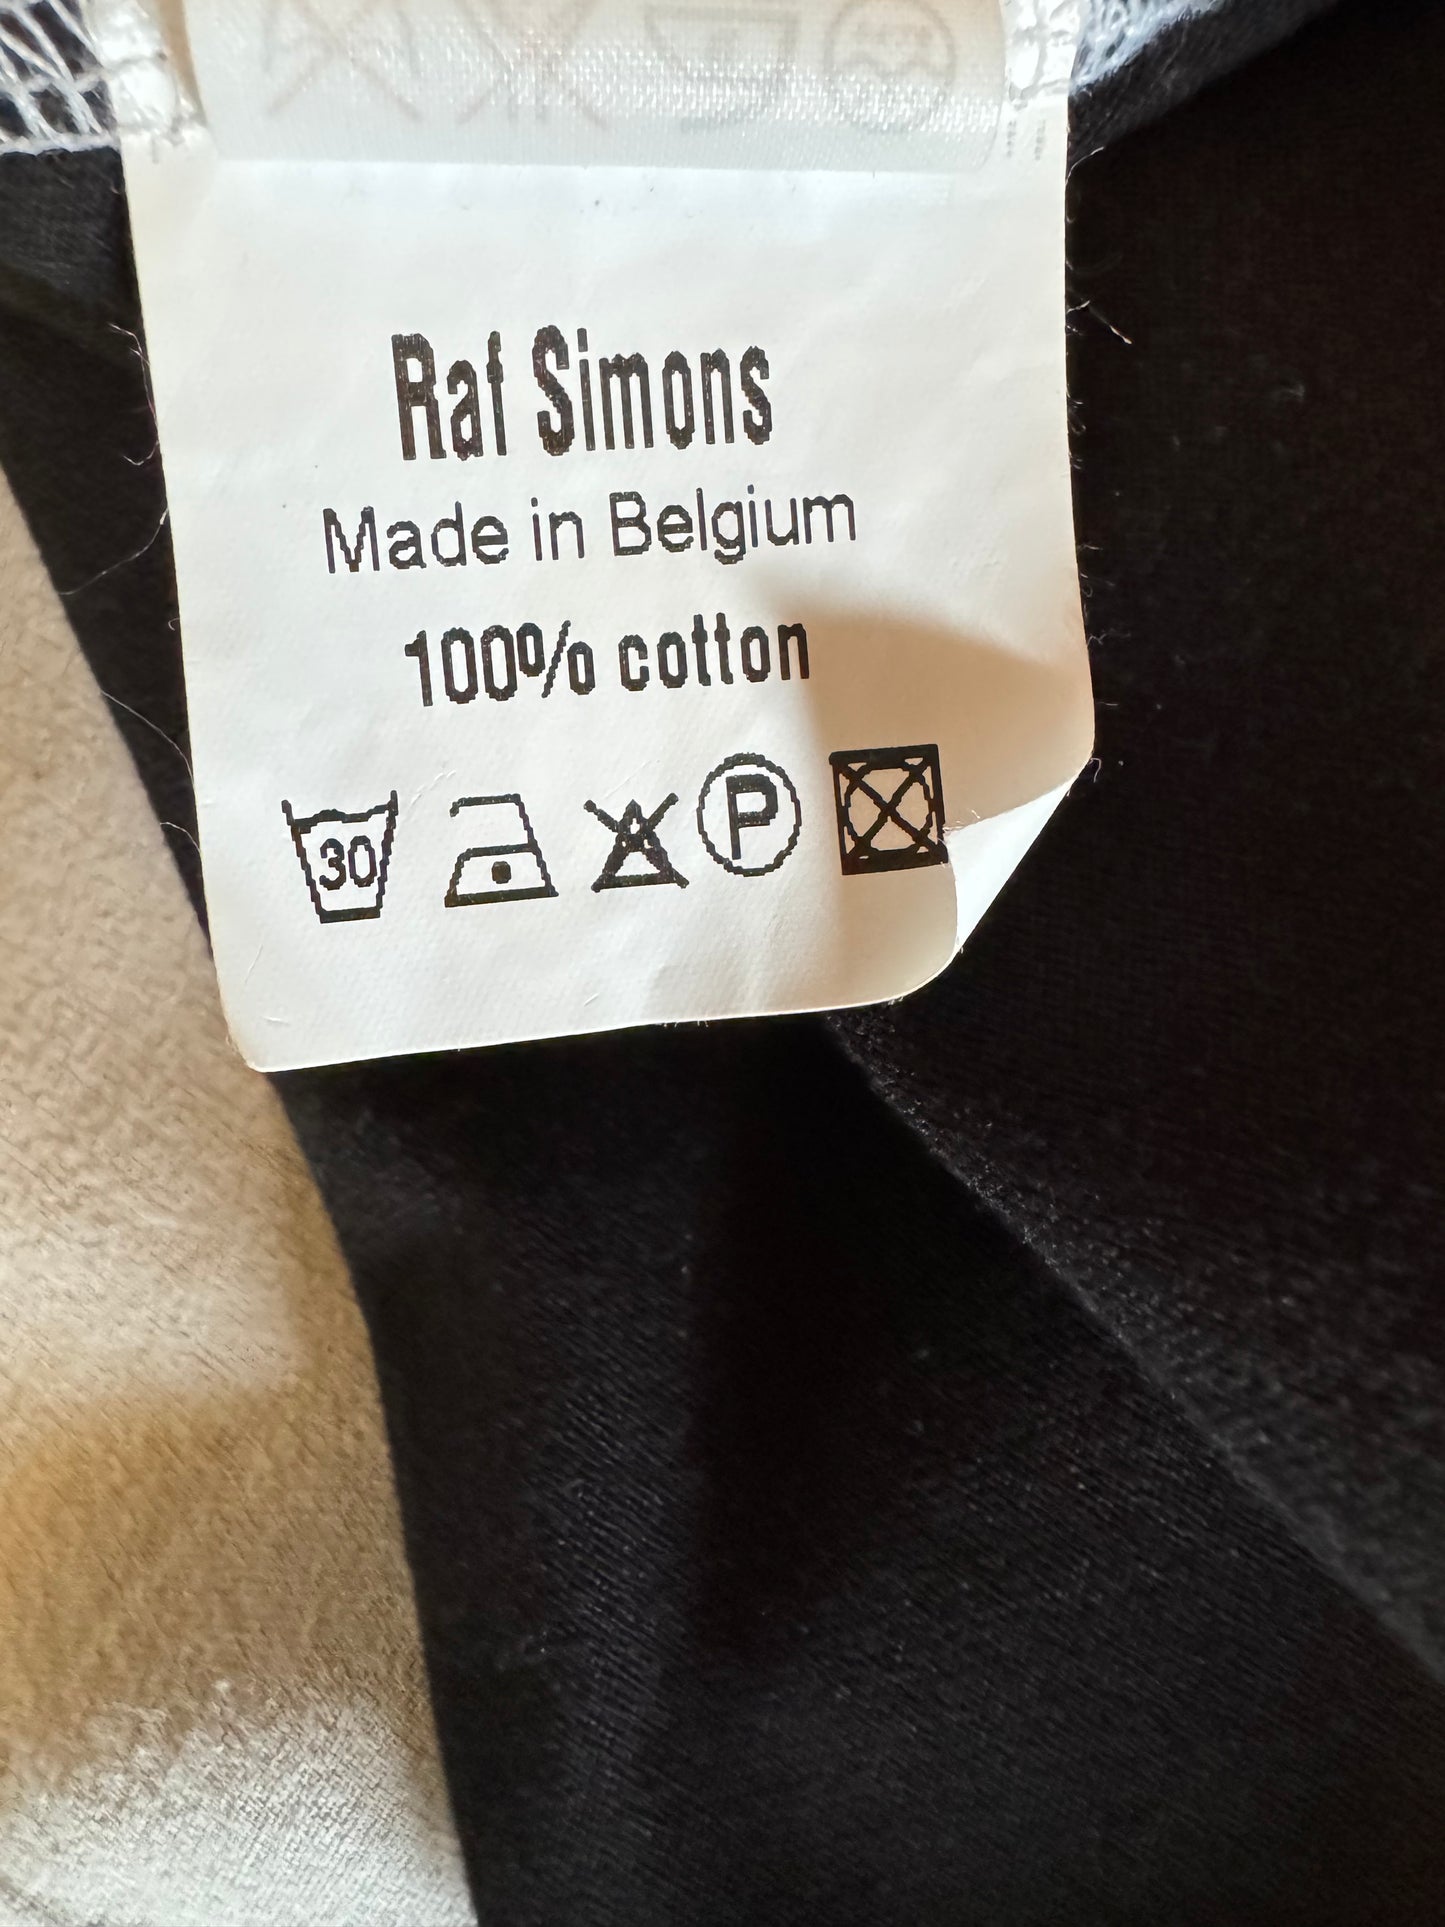 Raf Simons
Made in Belgium
100% cotton
30 P